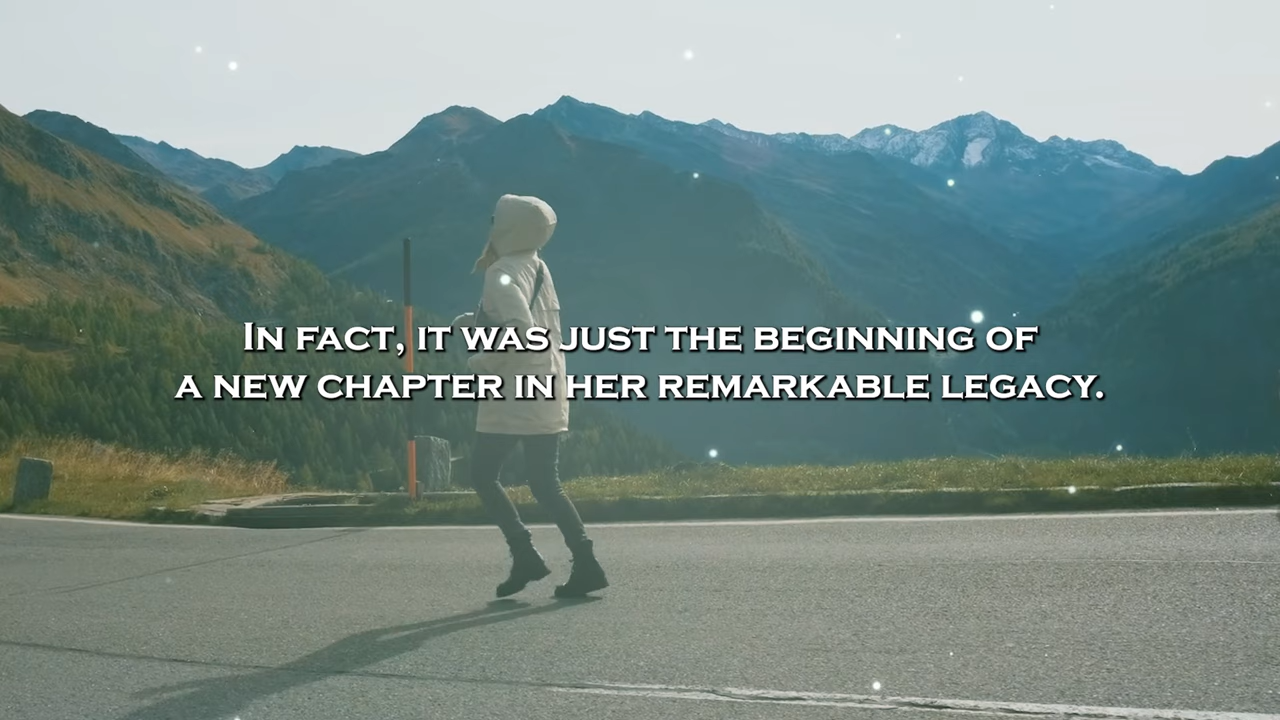 In fact, it was just the beginning of
a new chapter in her remarkable legacy.